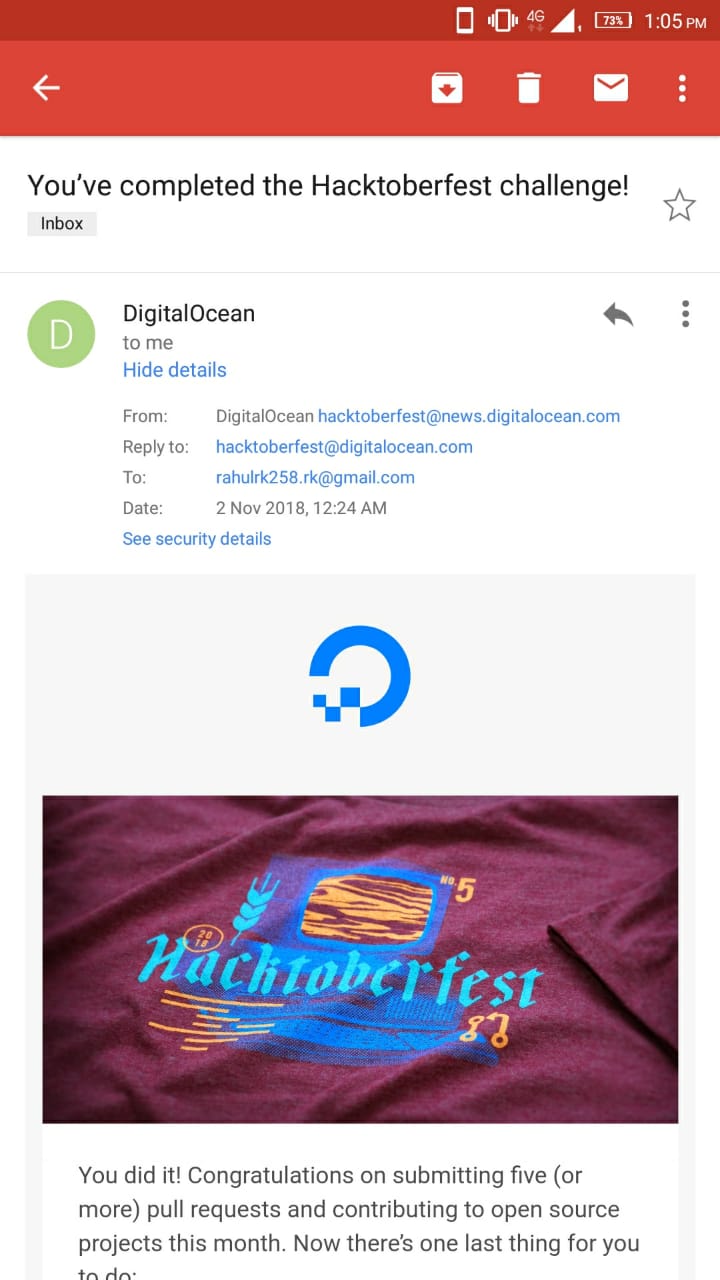 4G
1
73%
1:05 PM
You’ve completed the Hacktoberfest challenge!
Inbox
D
DigitalOcean
to me
Hide details
From: DigitalOcean hacktoberfest@news.digitalocean.com
Reply to: hacktoberfest@digitalocean.com
To: rahulrk258.rk@gmail.com
Date: 2 Nov 2018, 12:24 AM
See security details
NO. 5
20
18
Hacktoberfest
You did it! Congratulations on submitting five (or
more) pull requests and contributing to open source
projects this month. Now there’s one last thing for you
to do: